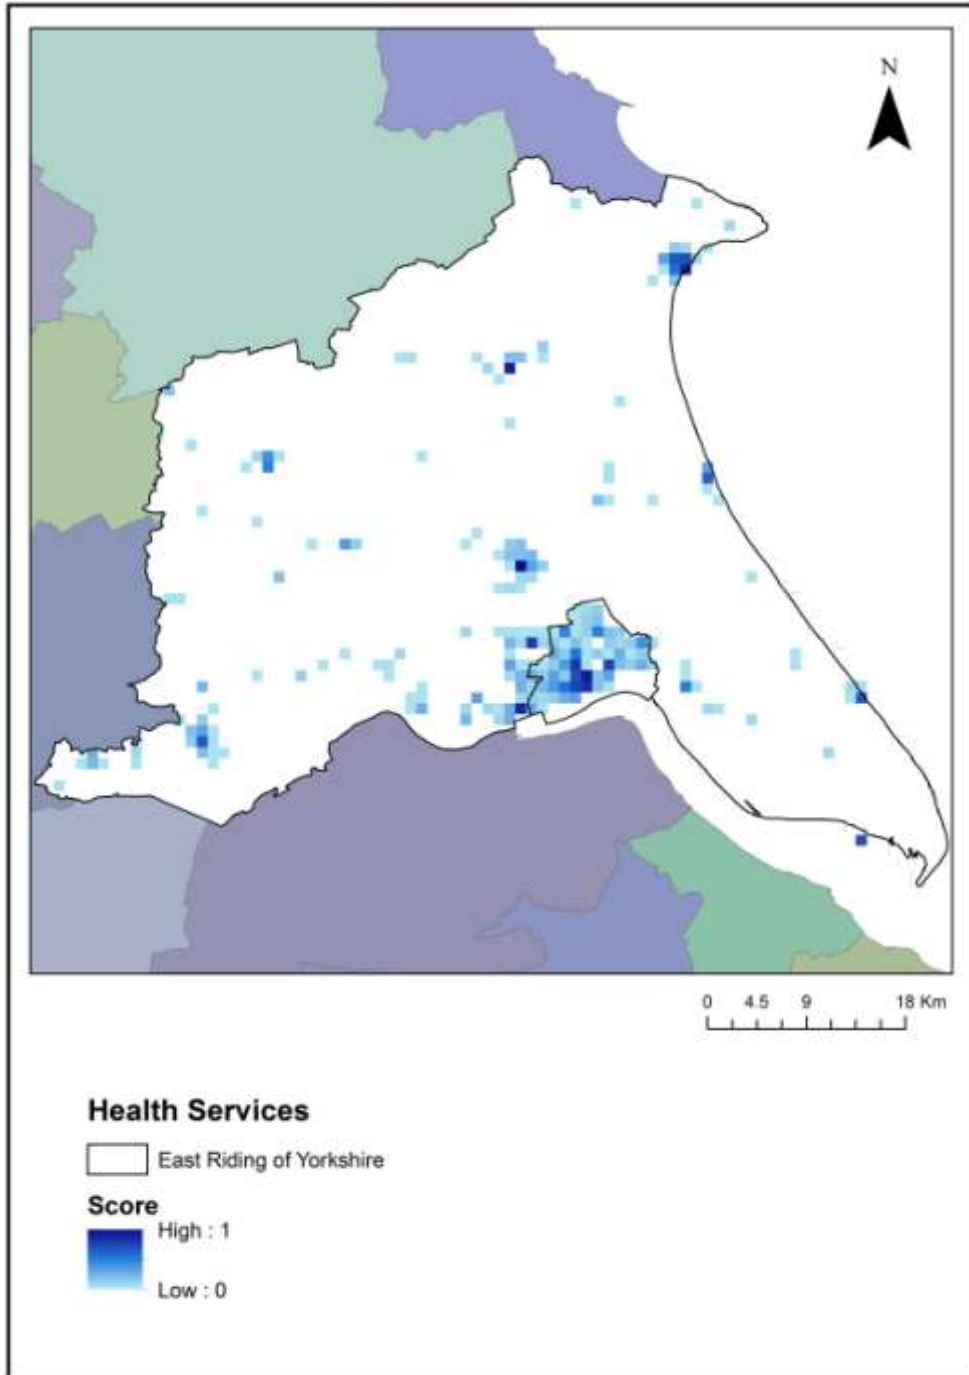 N
0 4.5 9 18 Km
Health Services
East Riding of Yorkshire
Score
High : 1
Low : 0